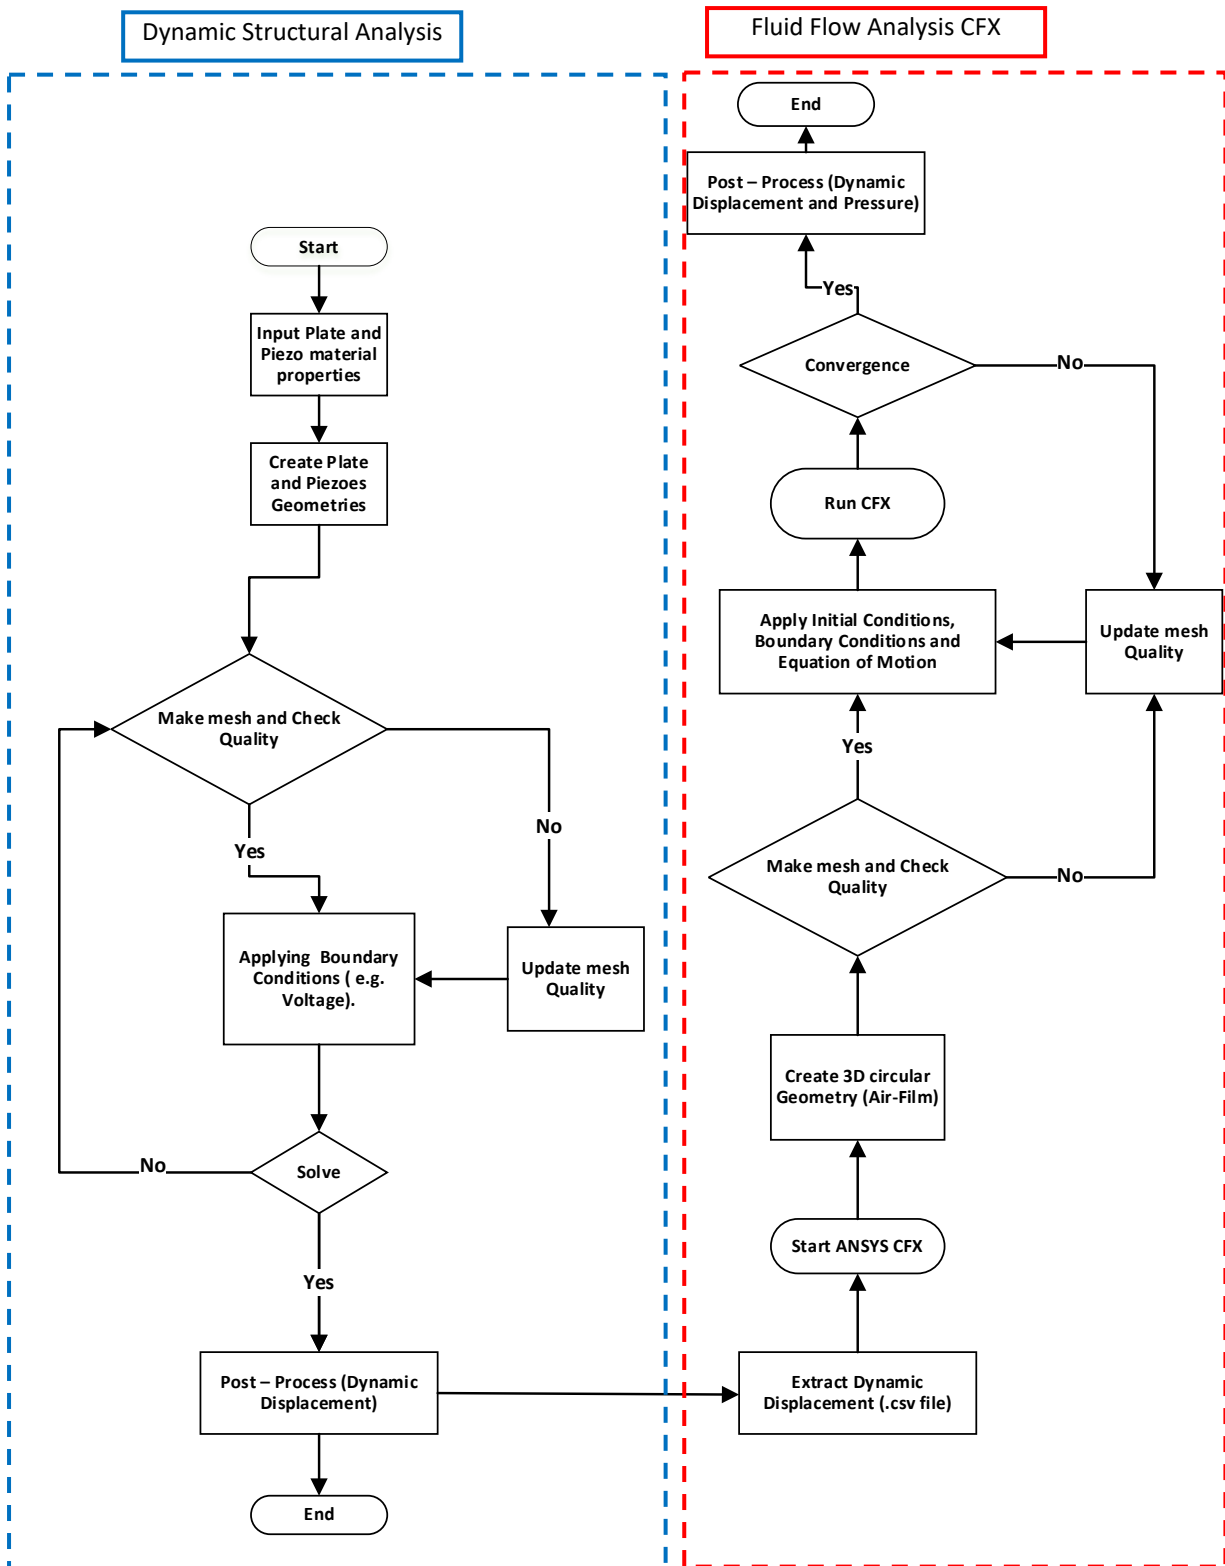 Dynamic Structural Analysis
Start
Input Plate and
Piezo material
properties
Create Plate
and Piezoes
Geometries
Make mesh and Check
Quality
No
Yes
Applying Boundary
Conditions ( e.g.
Voltage).
Update mesh
Quality
No
Solve
Yes
Post – Process (Dynamic
Displacement)
End
Fluid Flow Analysis CFX
End
Post – Process (Dynamic
Displacement and Pressure)
Yes
Convergence
No
Run CFX
Apply Initial Conditions,
Boundary Conditions and
Equation of Motion
Update mesh
Quality
Yes
Make mesh and Check
Quality
No
Create 3D circular
Geometry (Air-Film)
Start ANSYS CFX
Extract Dynamic
Displacement (.csv file)